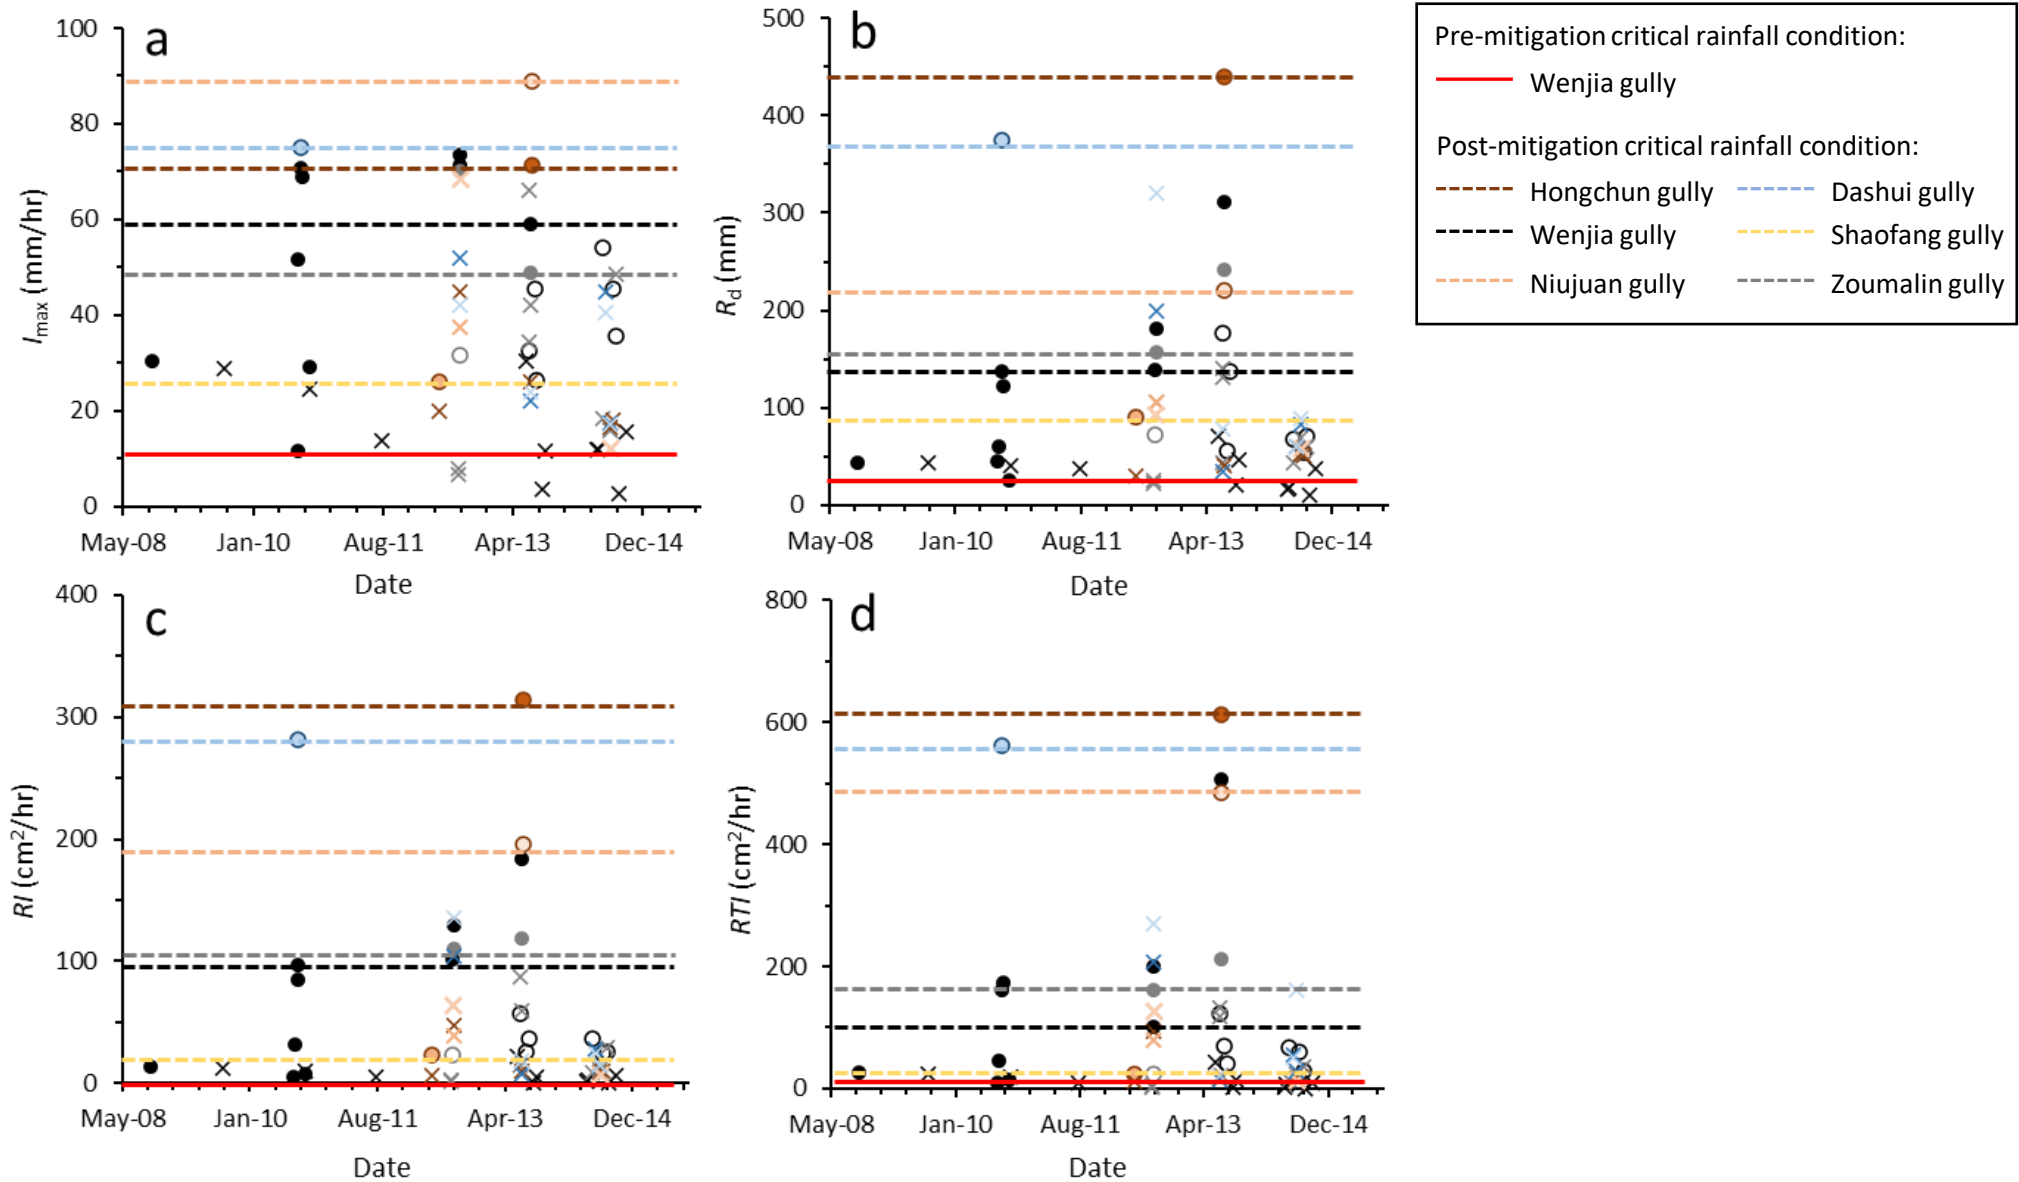 a
100
80
60
40
20
0
I_max (mm/hr)
May-08 Jan-10 Aug-11 Apr-13 Dec-14
Date
b
500
400
300
200
100
0
R_d (mm)
May-08 Jan-10 Aug-11 Apr-13 Dec-14
Date
Pre-mitigation critical rainfall condition:
Wenjia gully
Post-mitigation critical rainfall condition:
Hongchun gully Dashui gully
Wenjia gully Shaofang gully
Niujuan gully Zoumalin gully
c
400
300
200
100
0
RI (cm²/hr)
May-08 Jan-10 Aug-11 Apr-13 Dec-14
Date
d
800
600
400
200
0
RTI (cm²/hr)
May-08 Jan-10 Aug-11 Apr-13 Dec-14
Date